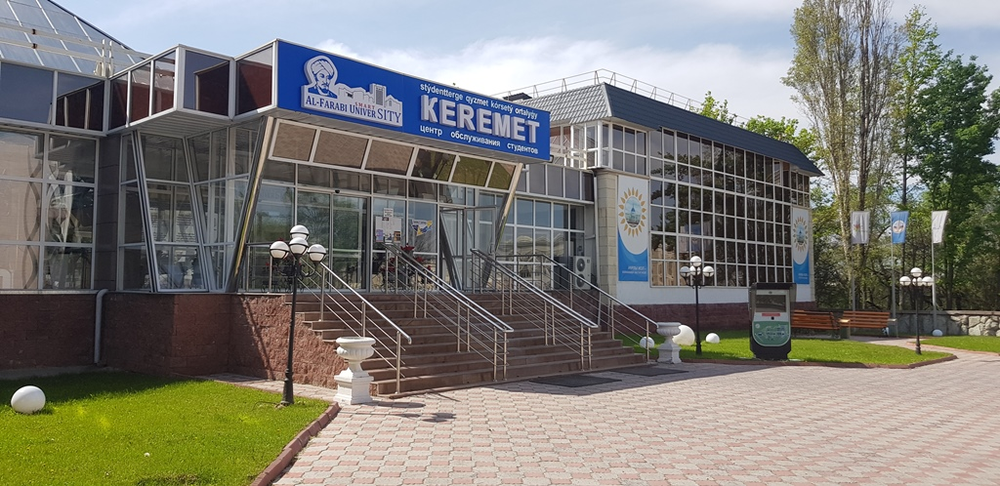 stýdentterge qyzmet kórsetý ortalyǵy
KEREMET
центр обслуживания студентов
SMART
AL-FARABI UNIVERSITY